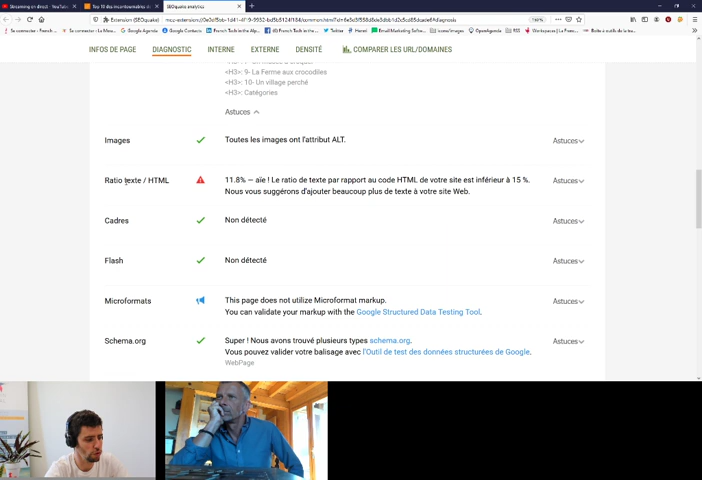 Streaming en direct - YouTube
SEOquake analytics
INFOS DE PAGE
DIAGNOSTIC
INTERNE
EXTERNE
DENSITÉ
COMPARER LES URL/DOMAINES
<H3>: 9- La Ferme aux crocodiles
<H3>: 10- Un village perché
<H3>: Catégories
Astuces
Images
Toutes les images ont l'attribut ALT.
Astuces
Ratio texte / HTML
11.8% — aïe ! Le ratio de texte par rapport au code HTML de votre site est inférieur à 15 %.
Nous vous suggérons d'ajouter beaucoup plus de texte à votre site Web.
Astuces
Cadres
Non détecté
Astuces
Flash
Non détecté
Astuces
Microformats
This page does not utilize Microformat markup.
You can validate your markup with the Google Structured Data Testing Tool.
Astuces
Schema.org
Super ! Nous avons trouvé plusieurs types schema.org.
Vous pouvez valider votre balisage avec l'Outil de test des données structurées de Google.
WebPage
Astuces